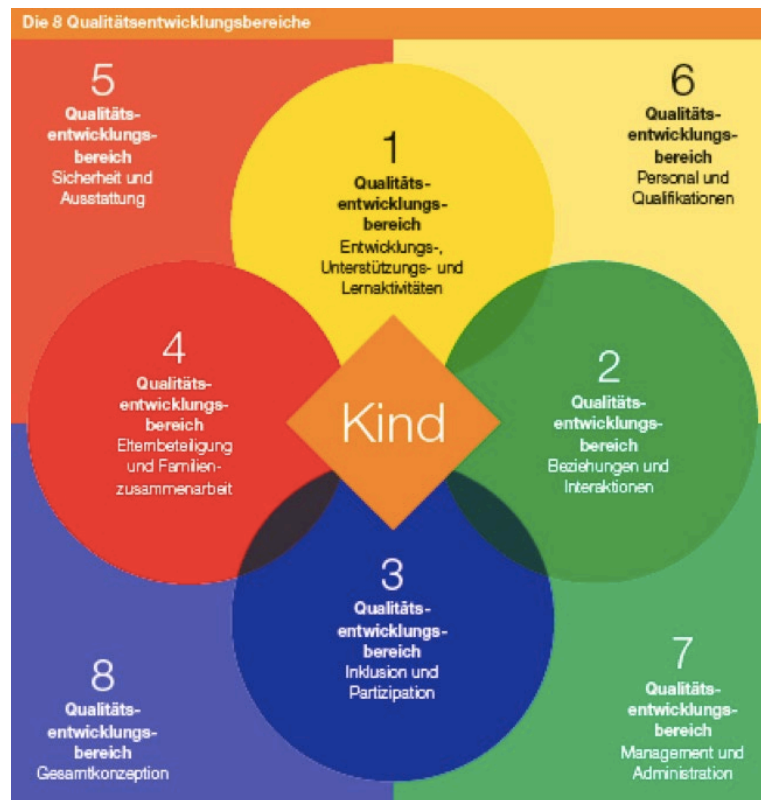 Die 8 Qualitätsentwicklungsbereiche
5
Qualitäts-
entwicklungs-
bereich
Sicherheit und
Ausstattung
6
Qualitäts-
entwicklungs-
bereich
Personal und
Qualifikationen
1
Qualitäts-
entwicklungs-
bereich
Entwicklungs-,
Unterstützungs- und
Lernaktivitäten
4
Qualitäts-
entwicklungs-
bereich
Elternbeteiligung
und Familien-
zusammenarbeit
Kind
2
Qualitäts-
entwicklungs-
bereich
Beziehungen und
Interaktionen
3
Qualitäts-
entwicklungs-
bereich
Inklusion und
Partizipation
8
Qualitäts-
entwicklungs-
bereich
Gesamtkonzeption
7
Qualitäts-
entwicklungs-
bereich
Management und
Administration